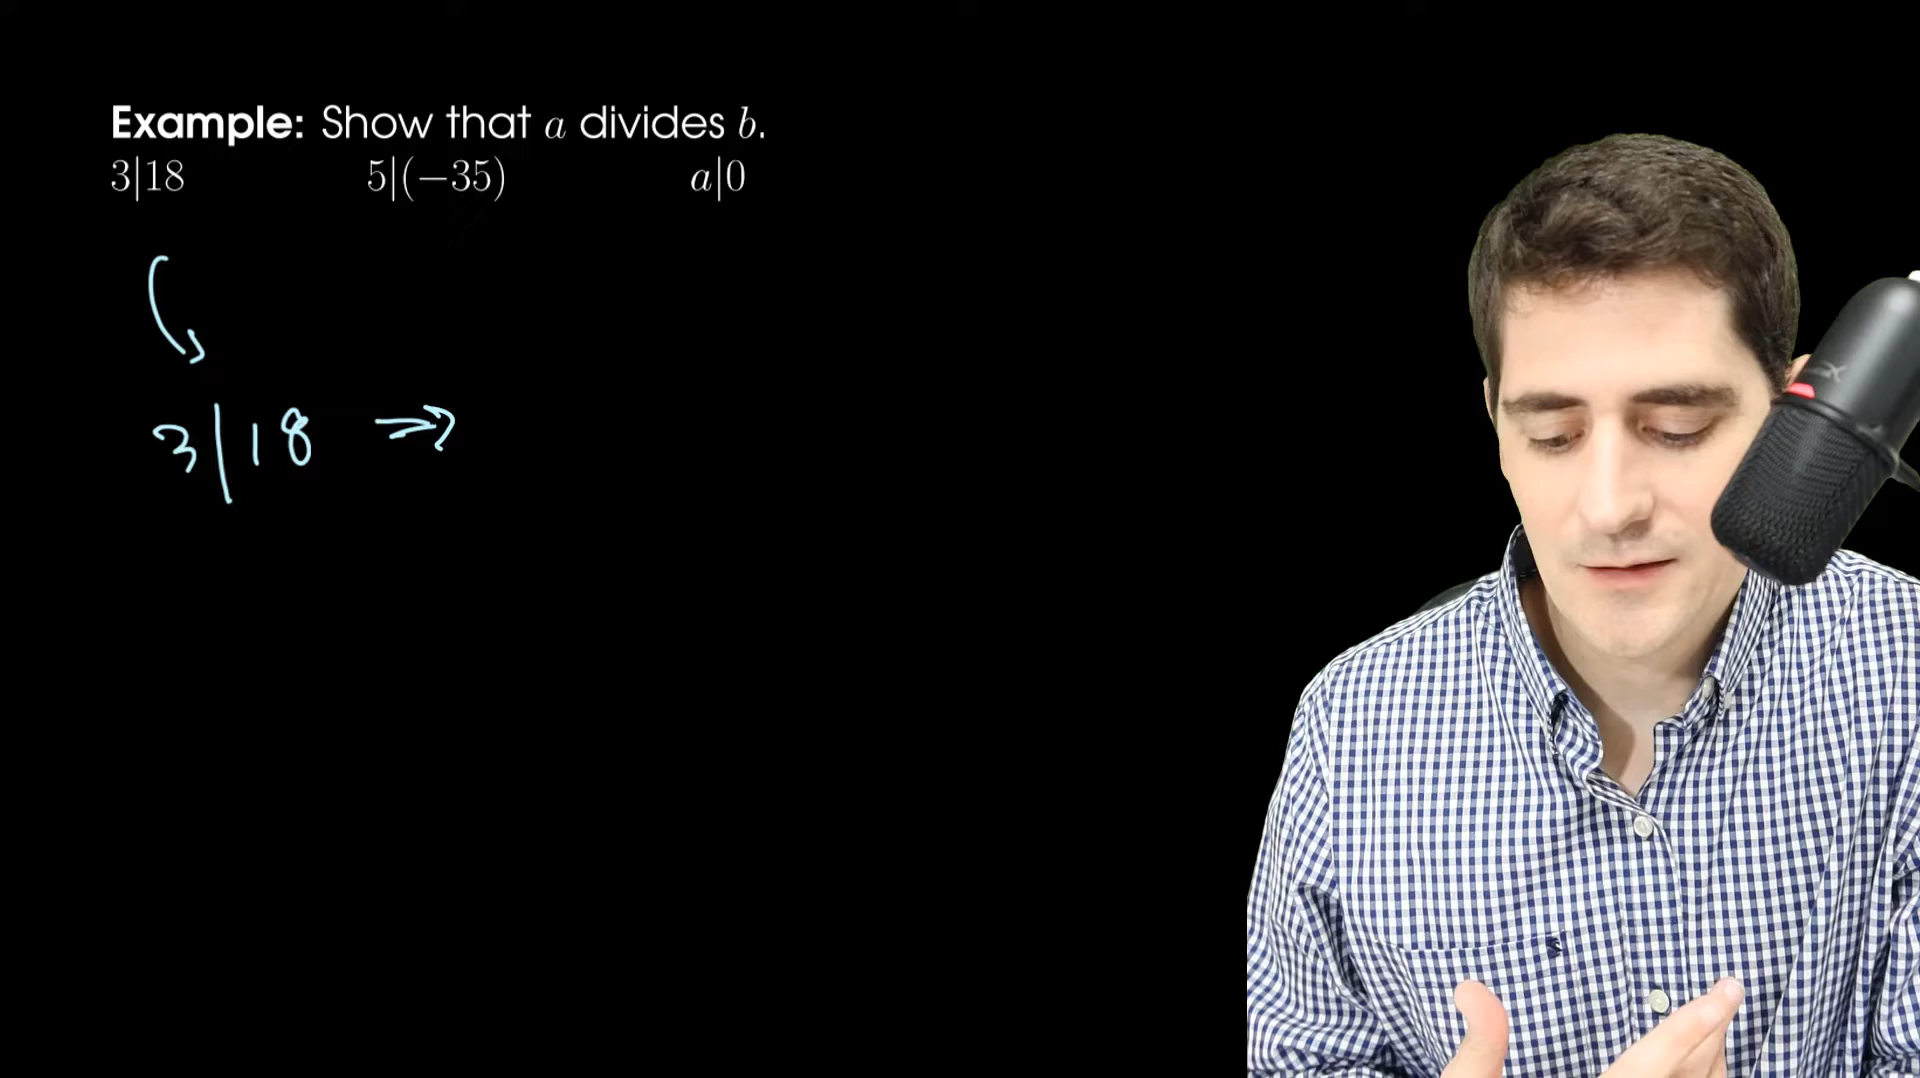 Example: Show that a divides b.
3|18 5|(−35) a|0
3|18 ⇒